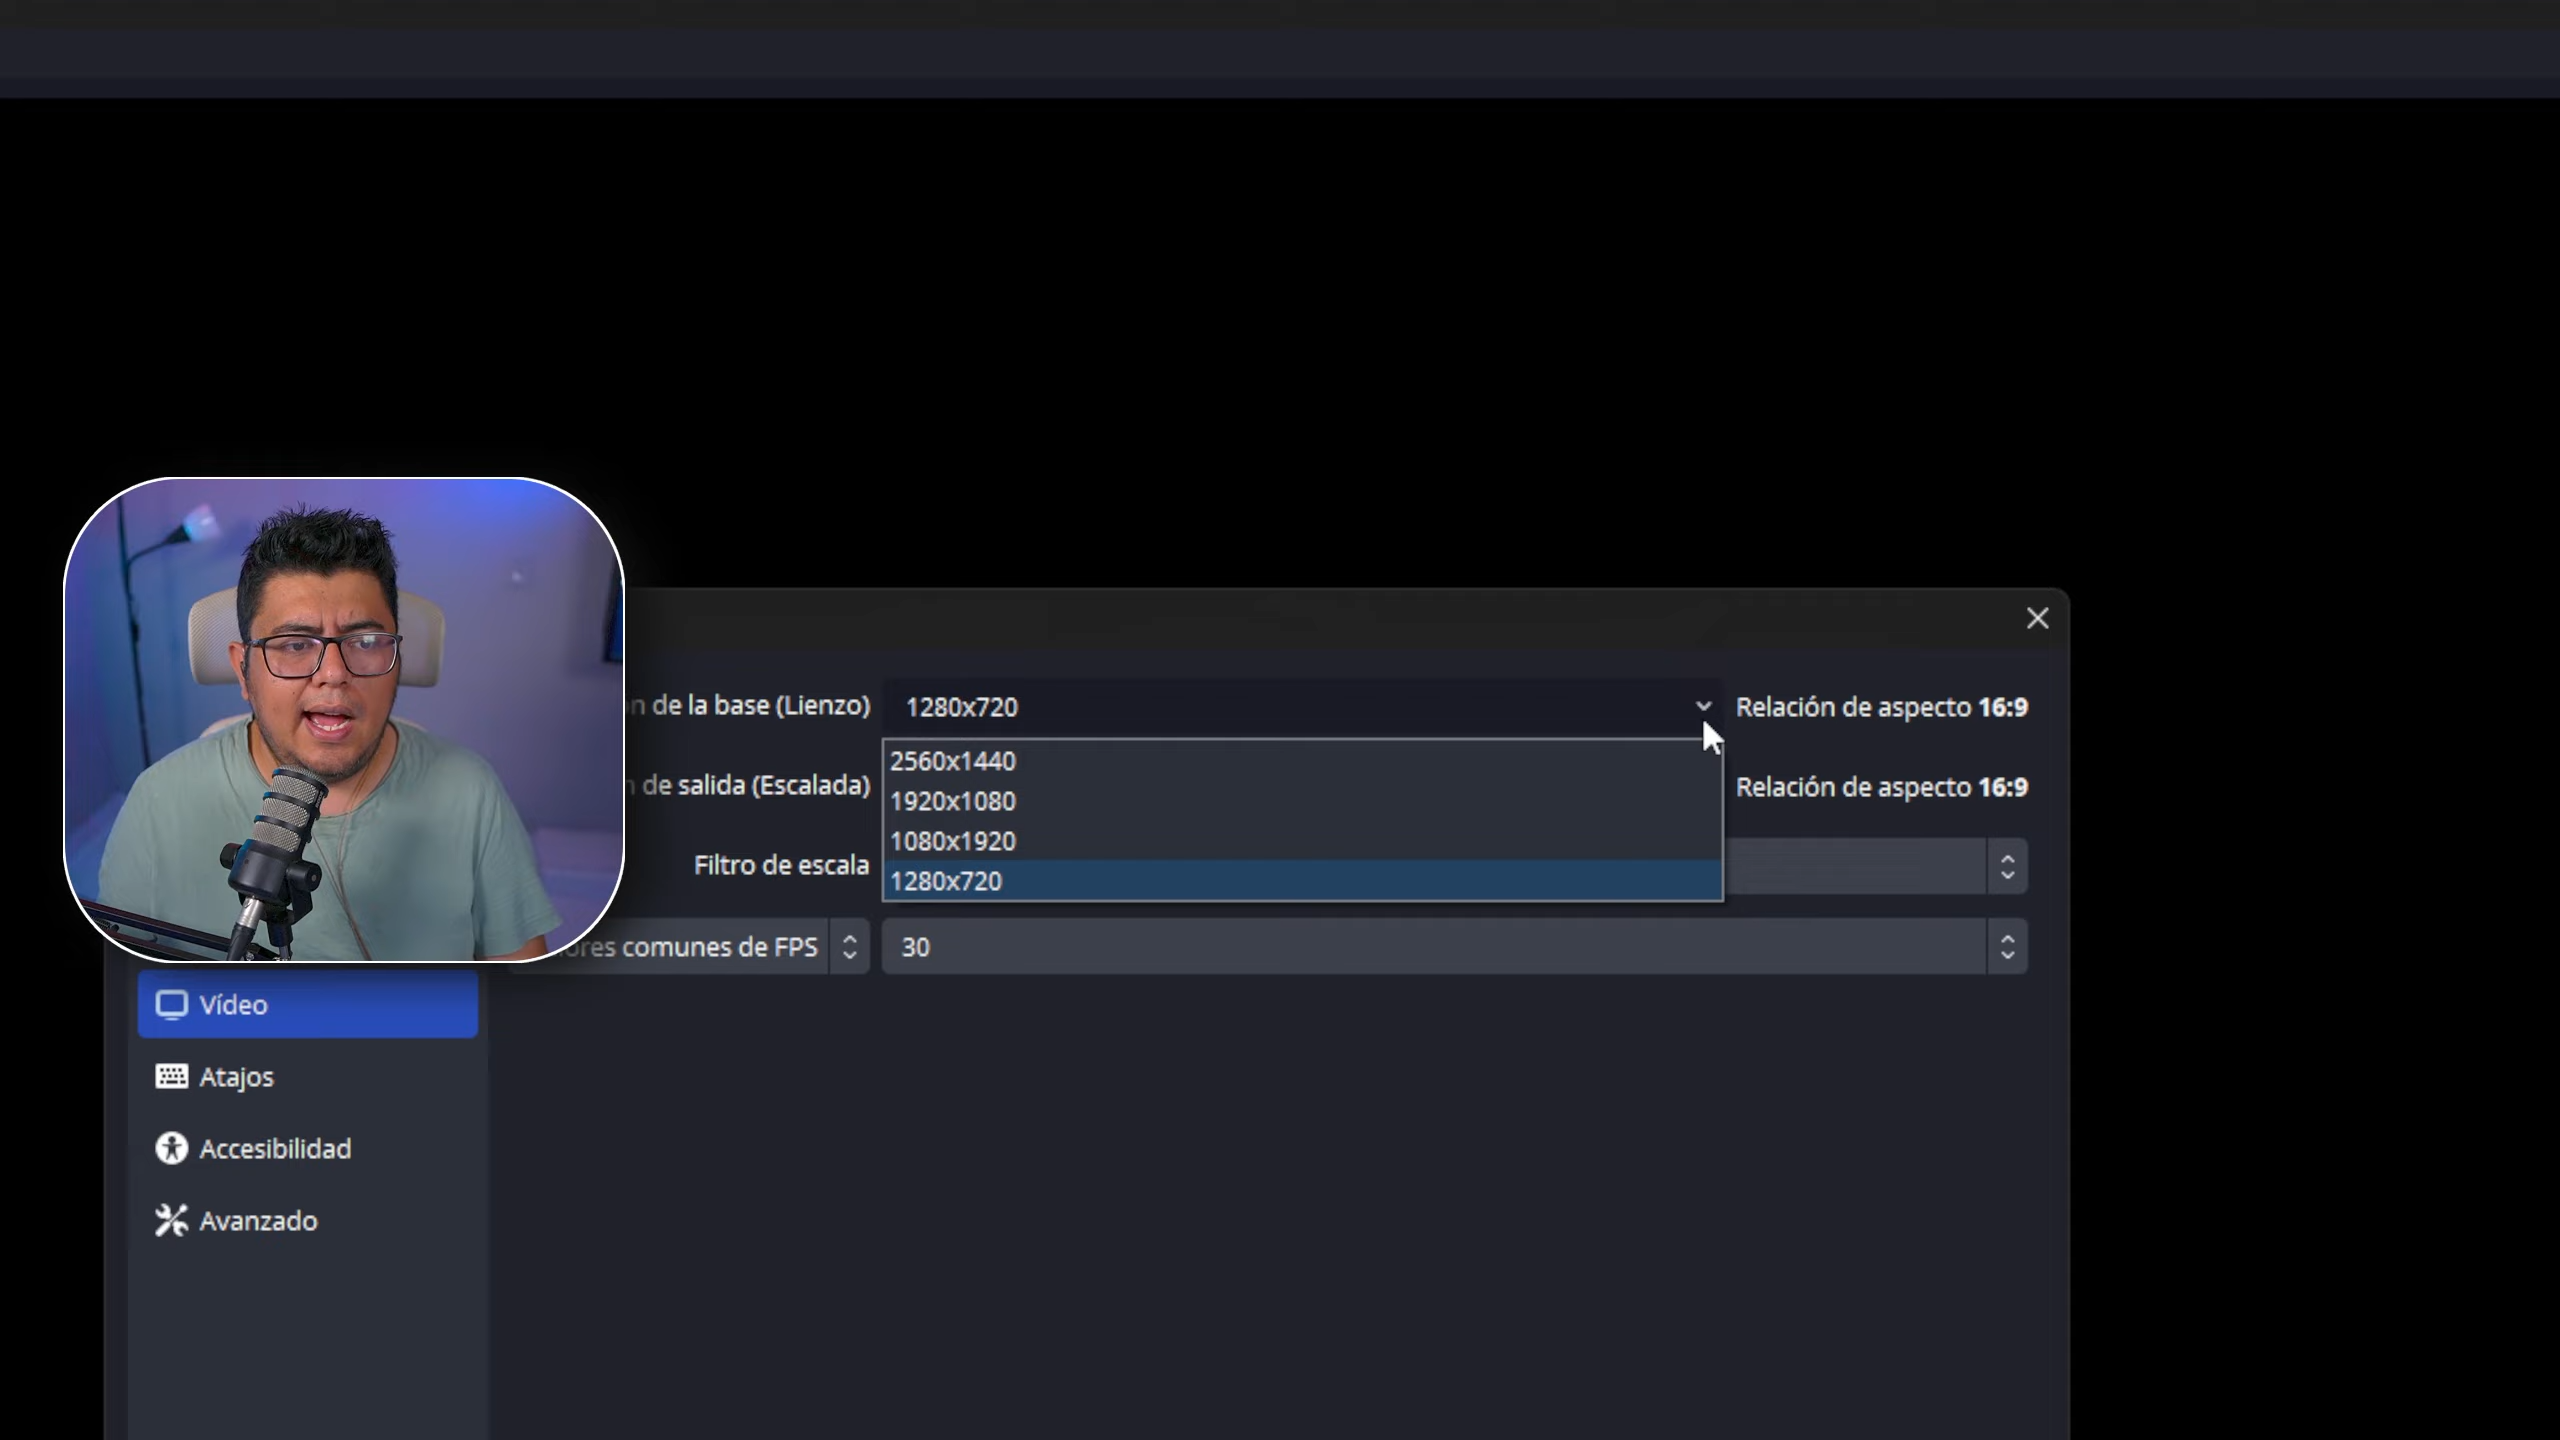 de la base (Lienzo) 1280x720 Relación de aspecto 16:9
2560x1440
de salida (Escalada) Relación de aspecto 16:9
1920x1080
1080x1920
Filtro de escala
1280x720
comunes de FPS 30
Vídeo
Atajos
Accesibilidad
Avanzado